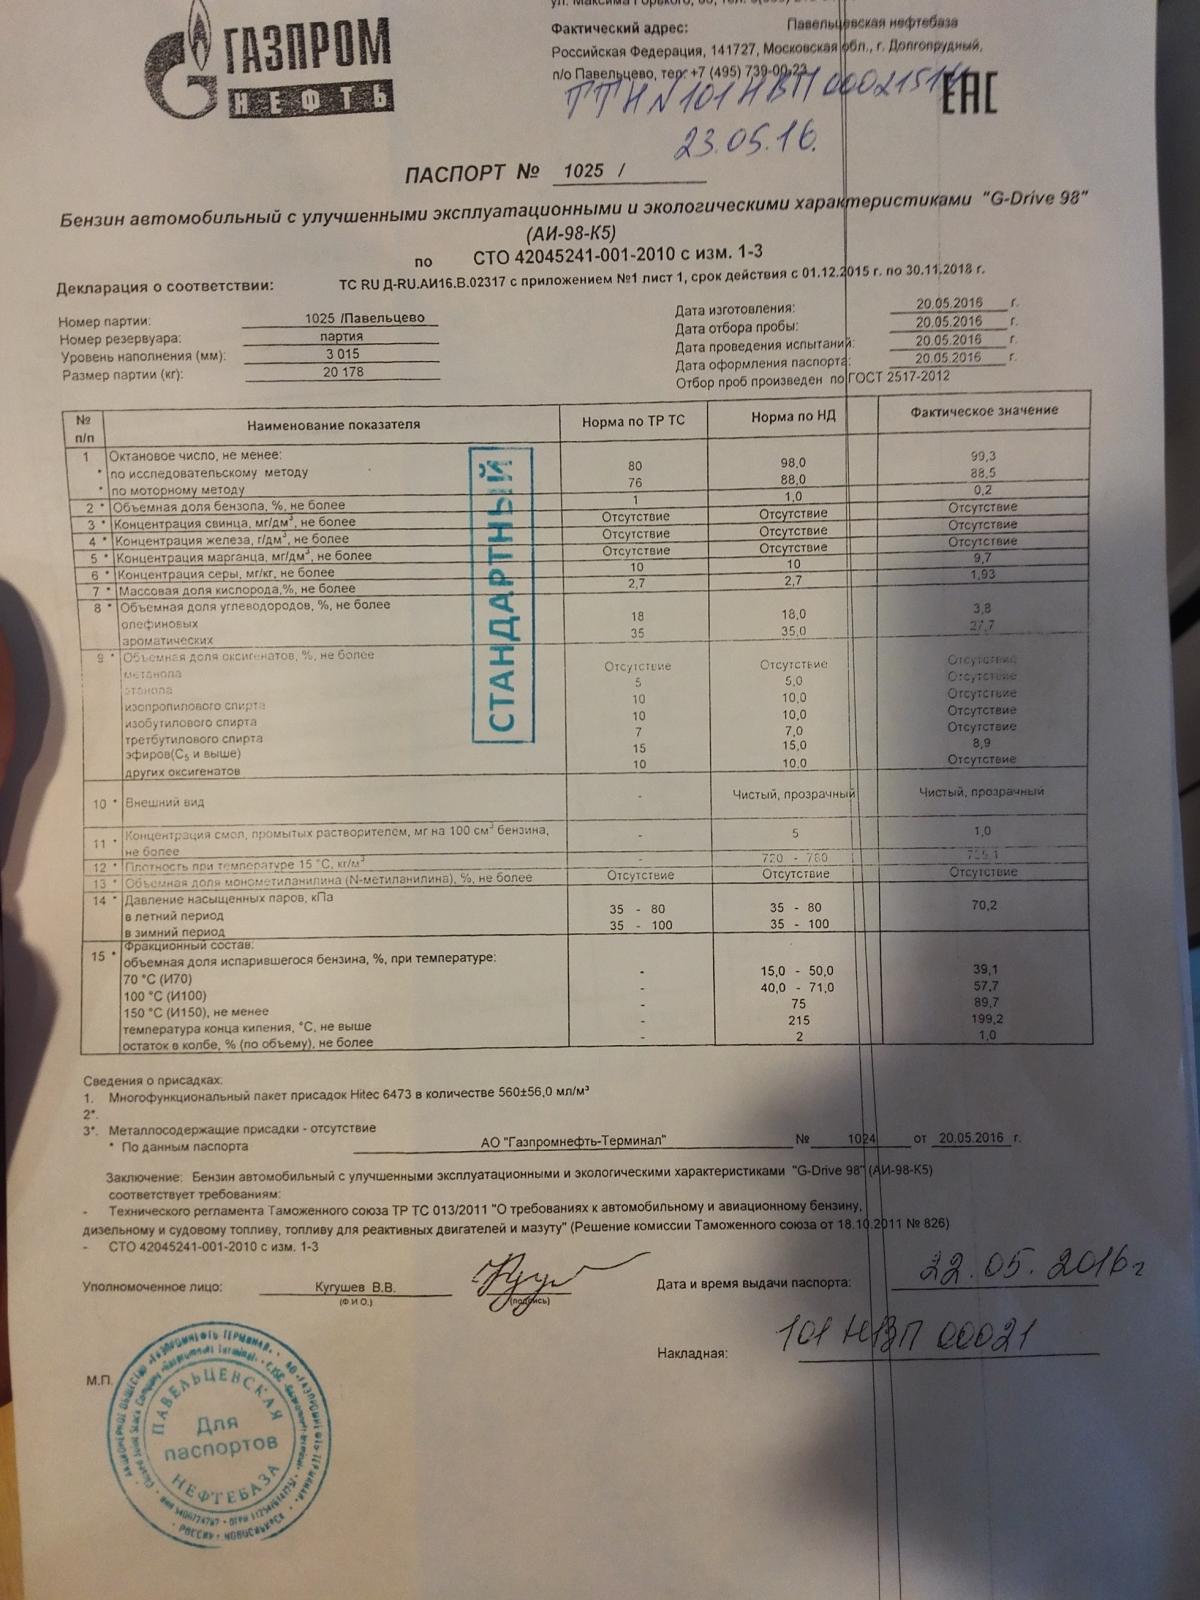 ГАЗПРОМ
НЕФТЬ
ул. Максима Горького, 80, тел.
Фактический адрес: Павельцевская нефтебаза
Российская Федерация, 141727, Московская обл., г. Долгопрудный,
п/о Павельцево, тел: +7 (495) 739-00-23
EAC
ТТН №101НВП00021514
23.05.16.
ПАСПОРТ № 1025 /
Бензин автомобильный с улучшенными эксплуатационными и экологическими характеристиками "G-Drive 98"
(АИ-98-К5)
по СТО 42045241-001-2010 с изм. 1-3
Декларация о соответствии: ТС RU Д-RU.АИ16.В.02317 с приложением №1 лист 1, срок действия с 01.12.2015 г. по 30.11.2018 г.
Номер партии: 1025 /Павельцево
Номер резервуара: партия
Уровень наполнения (мм): 3 015
Размер партии (кг): 20 178
Дата изготовления: 20.05.2016 г.
Дата отбора пробы: 20.05.2016 г.
Дата проведения испытаний: 20.05.2016 г.
Дата оформления паспорта: 20.05.2016 г.
Отбор проб произведен по ГОСТ 2517-2012
№ п/п Наименование показателя Норма по ТР ТС Норма по НД Фактическое значение
1 Октановое число, не менее:
* по исследовательскому методу 80 98,0 99,3
* по моторному методу 76 88,0 88,5
2 * Объемная доля бензола, %, не более 1 1,0 0,2
3 * Концентрация свинца, мг/дм³, не более Отсутствие Отсутствие Отсутствие
4 * Концентрация железа, г/дм³, не более Отсутствие Отсутствие Отсутствие
5 * Концентрация марганца, мг/дм³, не более Отсутствие Отсутствие Отсутствие
6 * Концентрация серы, мг/кг, не более 10 10 9,7
7 * Массовая доля кислорода,%, не более 2,7 2,7 1,93
8 * Объемная доля углеводородов, %, не более
олефиновых 18 18,0 3,8
ароматических 35 35,0 27,7
9 * Объемная доля оксигенатов, %, не более
метанола Отсутствие Отсутствие Отсутствие
этанола 5 5,0 Отсутствие
изопропилового спирта 10 10,0 Отсутствие
изобутилового спирта 10 10,0 Отсутствие
третбутилового спирта 7 7,0 Отсутствие
эфиров(С5 и выше) 15 15,0 8,9
других оксигенатов 10 10,0 Отсутствие
10 * Внешний вид - Чистый, прозрачный Чистый, прозрачный
11 * Концентрация смол, промытых растворителем, мг на 100 см³ бензина, не более - 5 1,0
12 * Плотность при температуре 15 °С, кг/м³ - 720 - 780
13 * Объемная доля монометиланилина (N-метиланилина), %, не более Отсутствие Отсутствие Отсутствие
14 * Давление насыщенных паров, кПа 70,2
в летний период 35 - 80 35 - 80
в зимний период 35 - 100 35 - 100
15 * Фракционный состав:
объемная доля испарившегося бензина, %, при температуре:
70 °С (И70) - 15,0 - 50,0 39,1
100 °С (И100) - 40,0 - 71,0 57,7
150 °С (И150), не менее - 75 89,7
температура конца кипения, °С, не выше - 215 199,2
остаток в колбе, % (по объему), не более - 2 1,0
СТАНДАРТНЫЙ
Сведения о присадках:
1. Многофункциональный пакет присадок Hitec 6473 в количестве 560±56,0 мл/м³
2*.
3*. Металлосодержащие присадки - отсутствие
* По данным паспорта АО "Газпромнефть-Терминал" № 1024 от 20.05.2016 г.
Заключение: Бензин автомобильный с улучшенными эксплуатационными и экологическими характеристиками "G-Drive 98" (АИ-98-К5)
соответствует требованиям:
- Технического регламента Таможенного союза ТР ТС 013/2011 "О требованиях к автомобильному и авиационному бензину,
дизельному и судовому топливу, топливу для реактивных двигателей и мазуту" (Решение комиссии Таможенного союза от 18.10.2011 № 826)
- СТО 42045241-001-2010 с изм. 1-3
Уполномоченное лицо: Кугушев В.В.
(Ф.И.О.) (подпись)
Дата и время выдачи паспорта: 22.05.2016г
Накладная: 101 НВП 00021
М.П.
ПАВЕЛЬЦЕВСКАЯ
Для
паспортов
НЕФТЕБАЗА